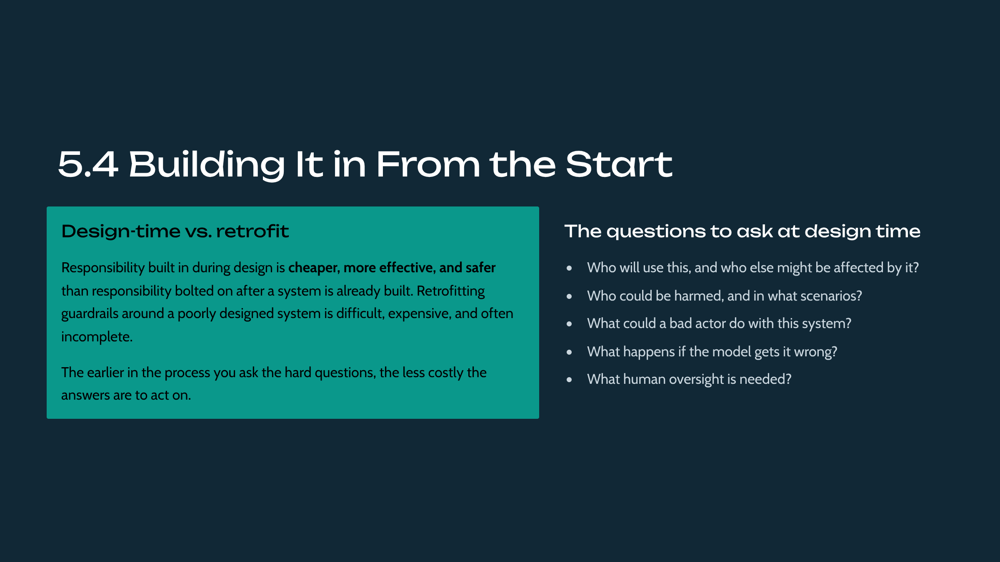 5.4 Building It in From the Start
Design-time vs. retrofit
Responsibility built in during design is cheaper, more effective, and safer
than responsibility bolted on after a system is already built. Retrofitting
guardrails around a poorly designed system is difficult, expensive, and often
incomplete.
The earlier in the process you ask the hard questions, the less costly the
answers are to act on.
The questions to ask at design time
• Who will use this, and who else might be affected by it?
• Who could be harmed, and in what scenarios?
• What could a bad actor do with this system?
• What happens if the model gets it wrong?
• What human oversight is needed?